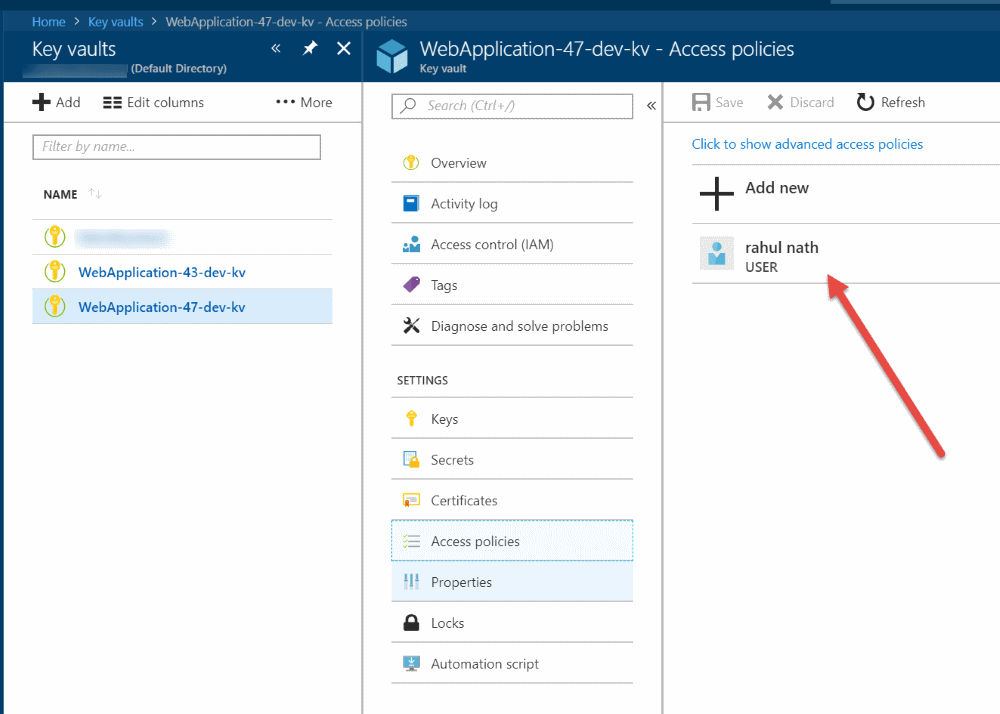 Home > Key vaults > WebApplication-47-dev-kv - Access policies
Key vaults
(Default Directory)
Add
Edit columns
More
Filter by name...
NAME
WebApplication-43-dev-kv
WebApplication-47-dev-kv
WebApplication-47-dev-kv - Access policies
Key vault
Search (Ctrl+/)
Overview
Activity log
Access control (IAM)
Tags
Diagnose and solve problems
SETTINGS
Keys
Secrets
Certificates
Access policies
Properties
Locks
Automation script
Save
Discard
Refresh
Click to show advanced access policies
Add new
rahul nath
USER